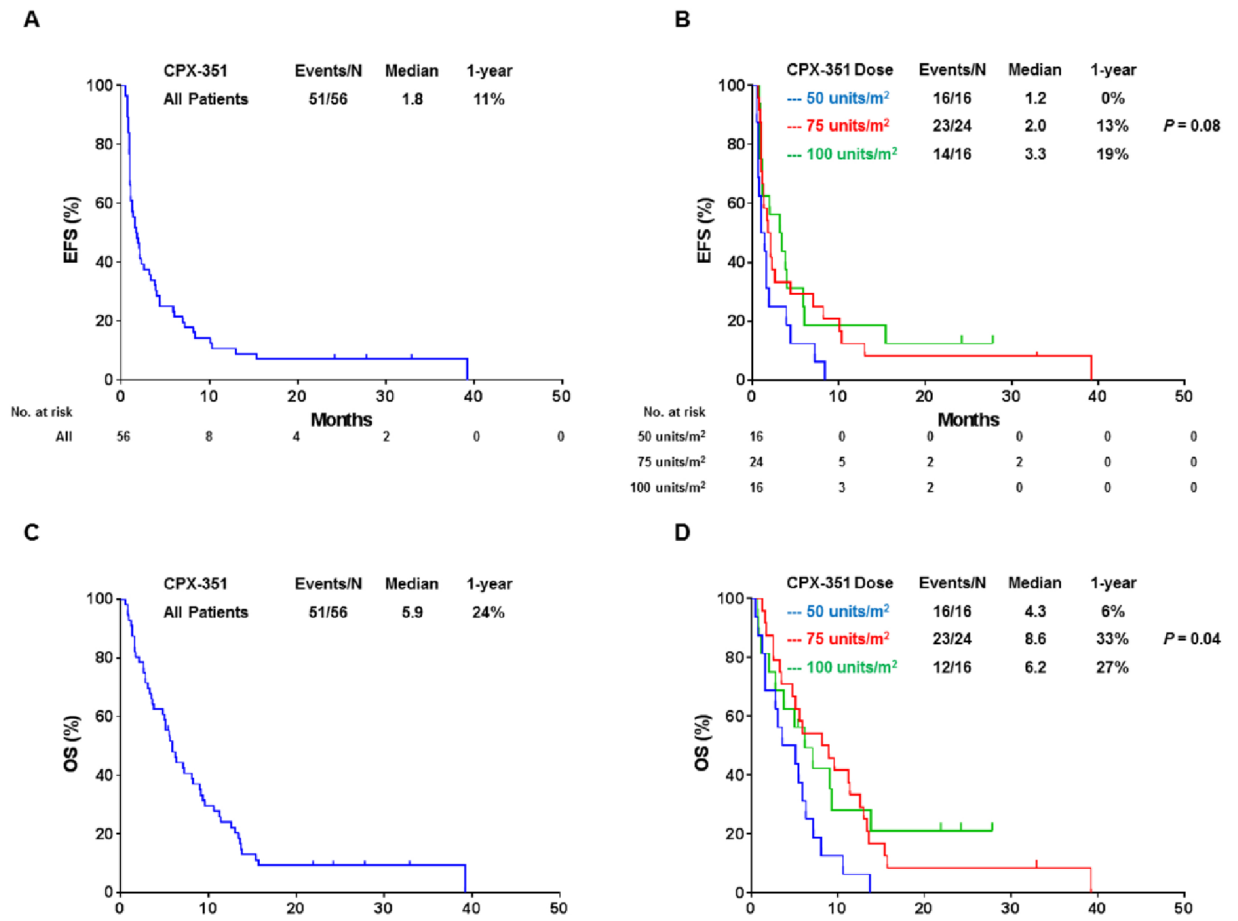 A
CPX-351 Events/N Median 1-year
All Patients 51/56 1.8 11%
EFS (%)
100
80
60
40
20
0
0 10 20 30 40 50
Months
No. at risk
All 56 8 4 2 0 0
B
CPX-351 Dose Events/N Median 1-year
--- 50 units/m² 16/16 1.2 0%
--- 75 units/m² 23/24 2.0 13% P = 0.08
--- 100 units/m² 14/16 3.3 19%
EFS (%)
100
80
60
40
20
0
0 10 20 30 40 50
Months
No. at risk
50 units/m² 16 0 0 0 0 0
75 units/m² 24 5 2 2 0 0
100 units/m² 16 3 2 0 0 0
C
CPX-351 Events/N Median 1-year
All Patients 51/56 5.9 24%
OS (%)
100
80
60
40
20
0
0 10 20 30 40 50
D
CPX-351 Dose Events/N Median 1-year
--- 50 units/m² 16/16 4.3 6%
--- 75 units/m² 23/24 8.6 33% P = 0.04
--- 100 units/m² 12/16 6.2 27%
OS (%)
100
80
60
40
20
0
0 10 20 30 40 50